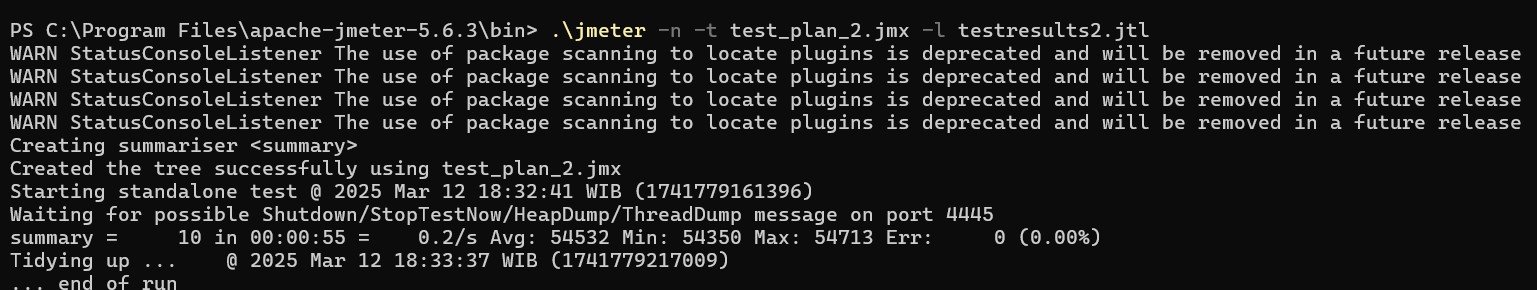 PS C:\Program Files\apache-jmeter-5.6.3\bin> .\jmeter -n -t test_plan_2.jmx -l testresults2.jtl
WARN StatusConsoleListener The use of package scanning to locate plugins is deprecated and will be removed in a future release
WARN StatusConsoleListener The use of package scanning to locate plugins is deprecated and will be removed in a future release
WARN StatusConsoleListener The use of package scanning to locate plugins is deprecated and will be removed in a future release
WARN StatusConsoleListener The use of package scanning to locate plugins is deprecated and will be removed in a future release
Creating summariser <summary>
Created the tree successfully using test_plan_2.jmx
Starting standalone test @ 2025 Mar 12 18:32:41 WIB (1741779161396)
Waiting for possible Shutdown/StopTestNow/HeapDump/ThreadDump message on port 4445
summary =     10 in 00:00:55 =    0.2/s Avg: 54532 Min: 54350 Max: 54713 Err:     0 (0.00%)
Tidying up ...    @ 2025 Mar 12 18:33:37 WIB (1741779217009)
... end of run